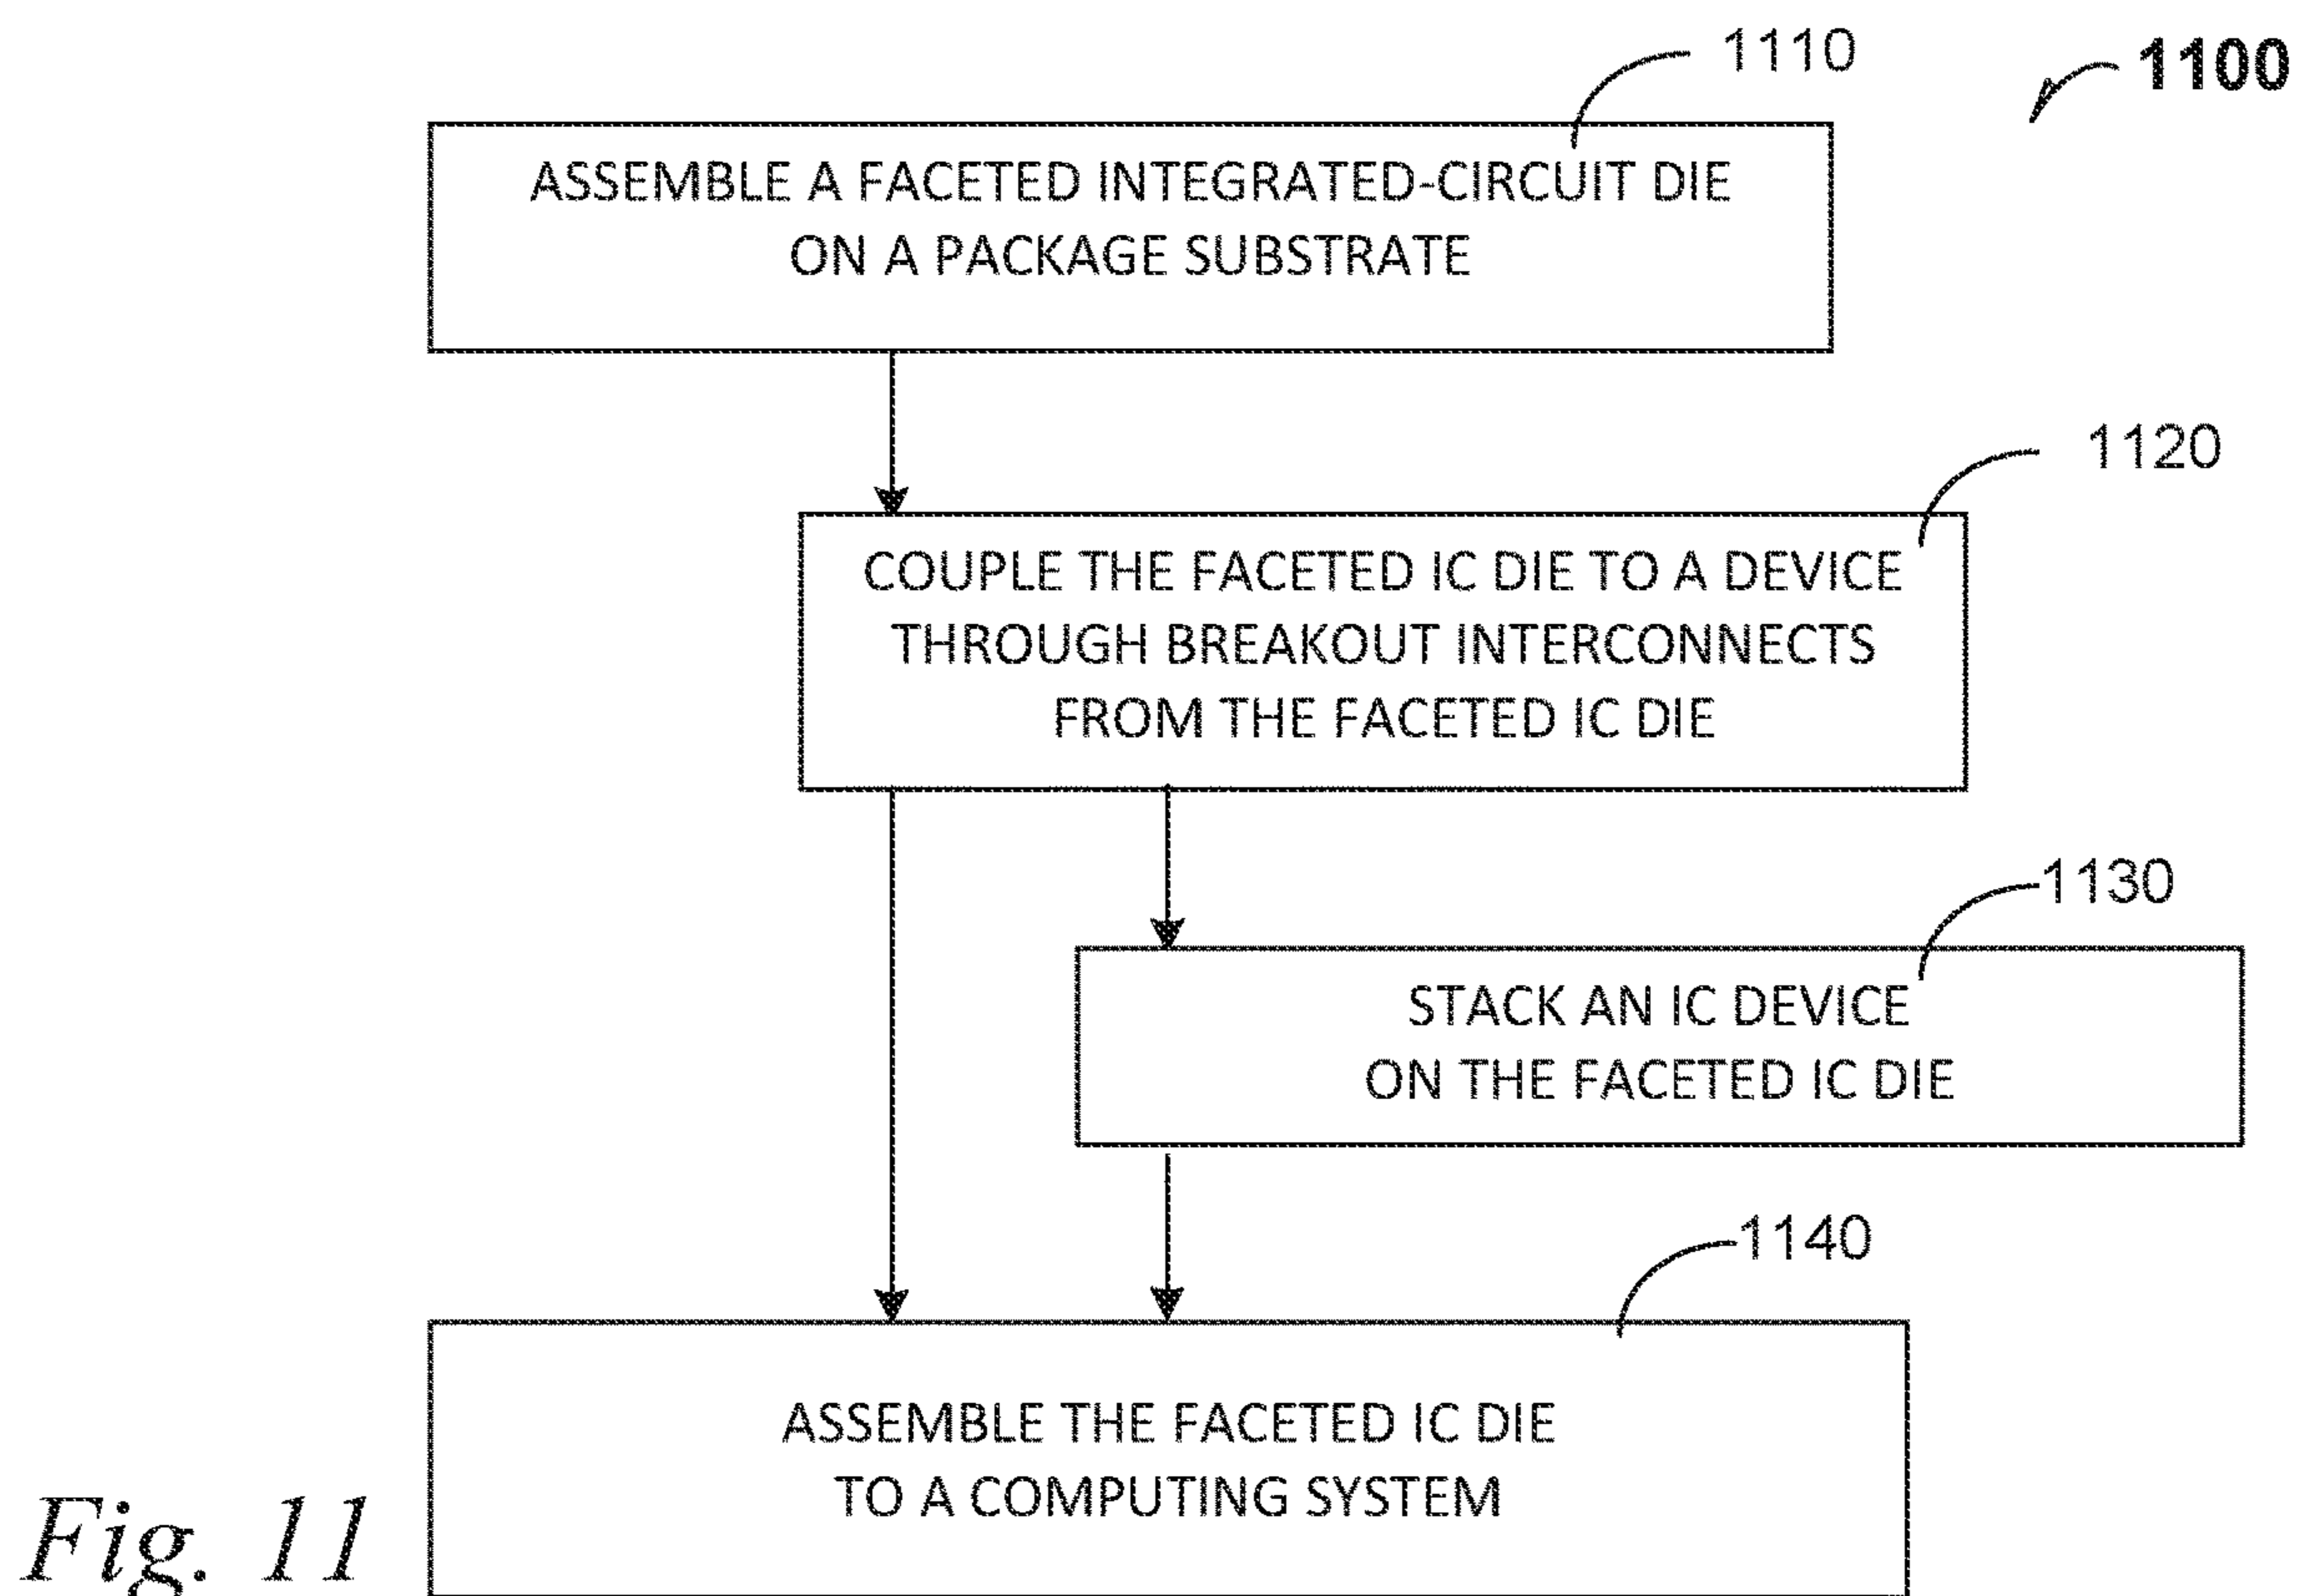 1110
1100
ASSEMBLE A FACETED INTEGRATED-CIRCUIT DIE
ON A PACKAGE SUBSTRATE
1120
COUPLE THE FACETED IC DIE TO A DEVICE
THROUGH BREAKOUT INTERCONNECTS
FROM THE FACETED IC DIE
1130
STACK AN IC DEVICE
ON THE FACETED IC DIE
1140
ASSEMBLE THE FACETED IC DIE
TO A COMPUTING SYSTEM
Fig. 11